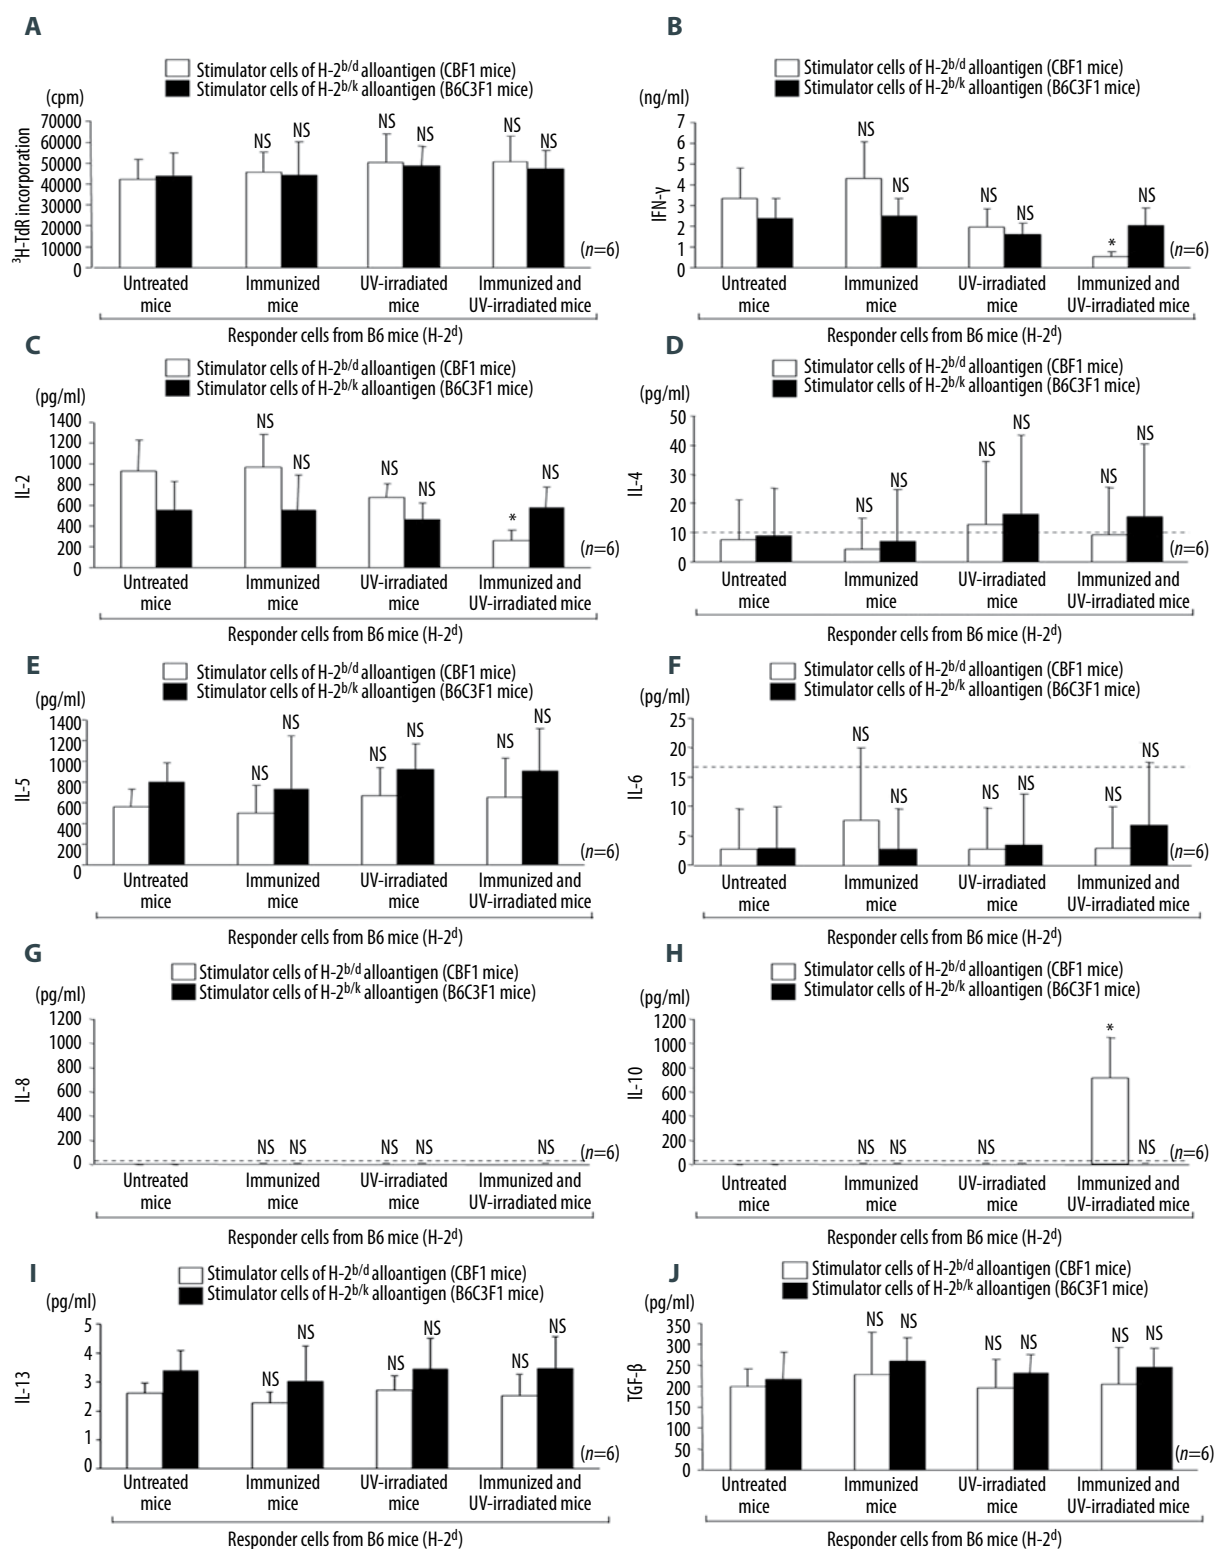 A
Stimulator cells of H-2b/d alloantigen (CBF1 mice)
Stimulator cells of H-2b/k alloantigen (B6C3F1 mice)
(cpm)
3H-TdR incorporation
70000
60000
50000
40000
30000
20000
10000
0
NS NS NS NS NS NS
(n=6)
Untreated mice
Immunized mice
UV-irradiated mice
Immunized and UV-irradiated mice
Responder cells from B6 mice (H-2d)
B
Stimulator cells of H-2b/d alloantigen (CBF1 mice)
Stimulator cells of H-2b/k alloantigen (B6C3F1 mice)
(ng/ml)
IFN-γ
7
6
5
4
3
2
1
0
NS NS NS NS * NS
(n=6)
Untreated mice
Immunized mice
UV-irradiated mice
Immunized and UV-irradiated mice
Responder cells from B6 mice (H-2d)
C
Stimulator cells of H-2b/d alloantigen (CBF1 mice)
Stimulator cells of H-2b/k alloantigen (B6C3F1 mice)
(pg/ml)
IL-2
1400
1200
1000
800
600
400
200
0
NS NS NS NS * NS
(n=6)
Untreated mice
Immunized mice
UV-irradiated mice
Immunized and UV-irradiated mice
Responder cells from B6 mice (H-2d)
D
Stimulator cells of H-2b/d alloantigen (CBF1 mice)
Stimulator cells of H-2b/k alloantigen (B6C3F1 mice)
(pg/ml)
IL-4
50
40
30
20
10
0
NS NS NS NS NS NS
(n=6)
Untreated mice
Immunized mice
UV-irradiated mice
Immunized and UV-irradiated mice
Responder cells from B6 mice (H-2d)
E
Stimulator cells of H-2b/d alloantigen (CBF1 mice)
Stimulator cells of H-2b/k alloantigen (B6C3F1 mice)
(pg/ml)
IL-5
1400
1200
1000
800
600
400
200
0
NS NS NS NS NS NS
(n=6)
Untreated mice
Immunized mice
UV-irradiated mice
Immunized and UV-irradiated mice
Responder cells from B6 mice (H-2d)
F
Stimulator cells of H-2b/d alloantigen (CBF1 mice)
Stimulator cells of H-2b/k alloantigen (B6C3F1 mice)
(pg/ml)
IL-6
25
20
15
10
5
0
NS NS NS NS NS NS
(n=6)
Untreated mice
Immunized mice
UV-irradiated mice
Immunized and UV-irradiated mice
Responder cells from B6 mice (H-2d)
G
Stimulator cells of H-2b/d alloantigen (CBF1 mice)
Stimulator cells of H-2b/k alloantigen (B6C3F1 mice)
(pg/ml)
IL-8
1200
1000
800
600
400
200
0
NS NS NS NS NS
(n=6)
Untreated mice
Immunized mice
UV-irradiated mice
Immunized and UV-irradiated mice
Responder cells from B6 mice (H-2d)
H
Stimulator cells of H-2b/d alloantigen (CBF1 mice)
Stimulator cells of H-2b/k alloantigen (B6C3F1 mice)
(pg/ml)
IL-10
1200
1000
800
600
400
200
0
NS NS NS * NS
(n=6)
Untreated mice
Immunized mice
UV-irradiated mice
Immunized and UV-irradiated mice
Responder cells from B6 mice (H-2d)
I
Stimulator cells of H-2b/d alloantigen (CBF1 mice)
Stimulator cells of H-2b/k alloantigen (B6C3F1 mice)
(pg/ml)
IL-13
5
4
3
2
1
0
NS NS NS NS NS NS
(n=6)
Untreated mice
Immunized mice
UV-irradiated mice
Immunized and UV-irradiated mice
Responder cells from B6 mice (H-2d)
J
Stimulator cells of H-2b/d alloantigen (CBF1 mice)
Stimulator cells of H-2b/k alloantigen (B6C3F1 mice)
(pg/ml)
TGF-β
350
300
250
200
150
100
50
0
NS NS NS NS NS NS
(n=6)
Untreated mice
Immunized mice
UV-irradiated mice
Immunized and UV-irradiated mice
Responder cells from B6 mice (H-2d)